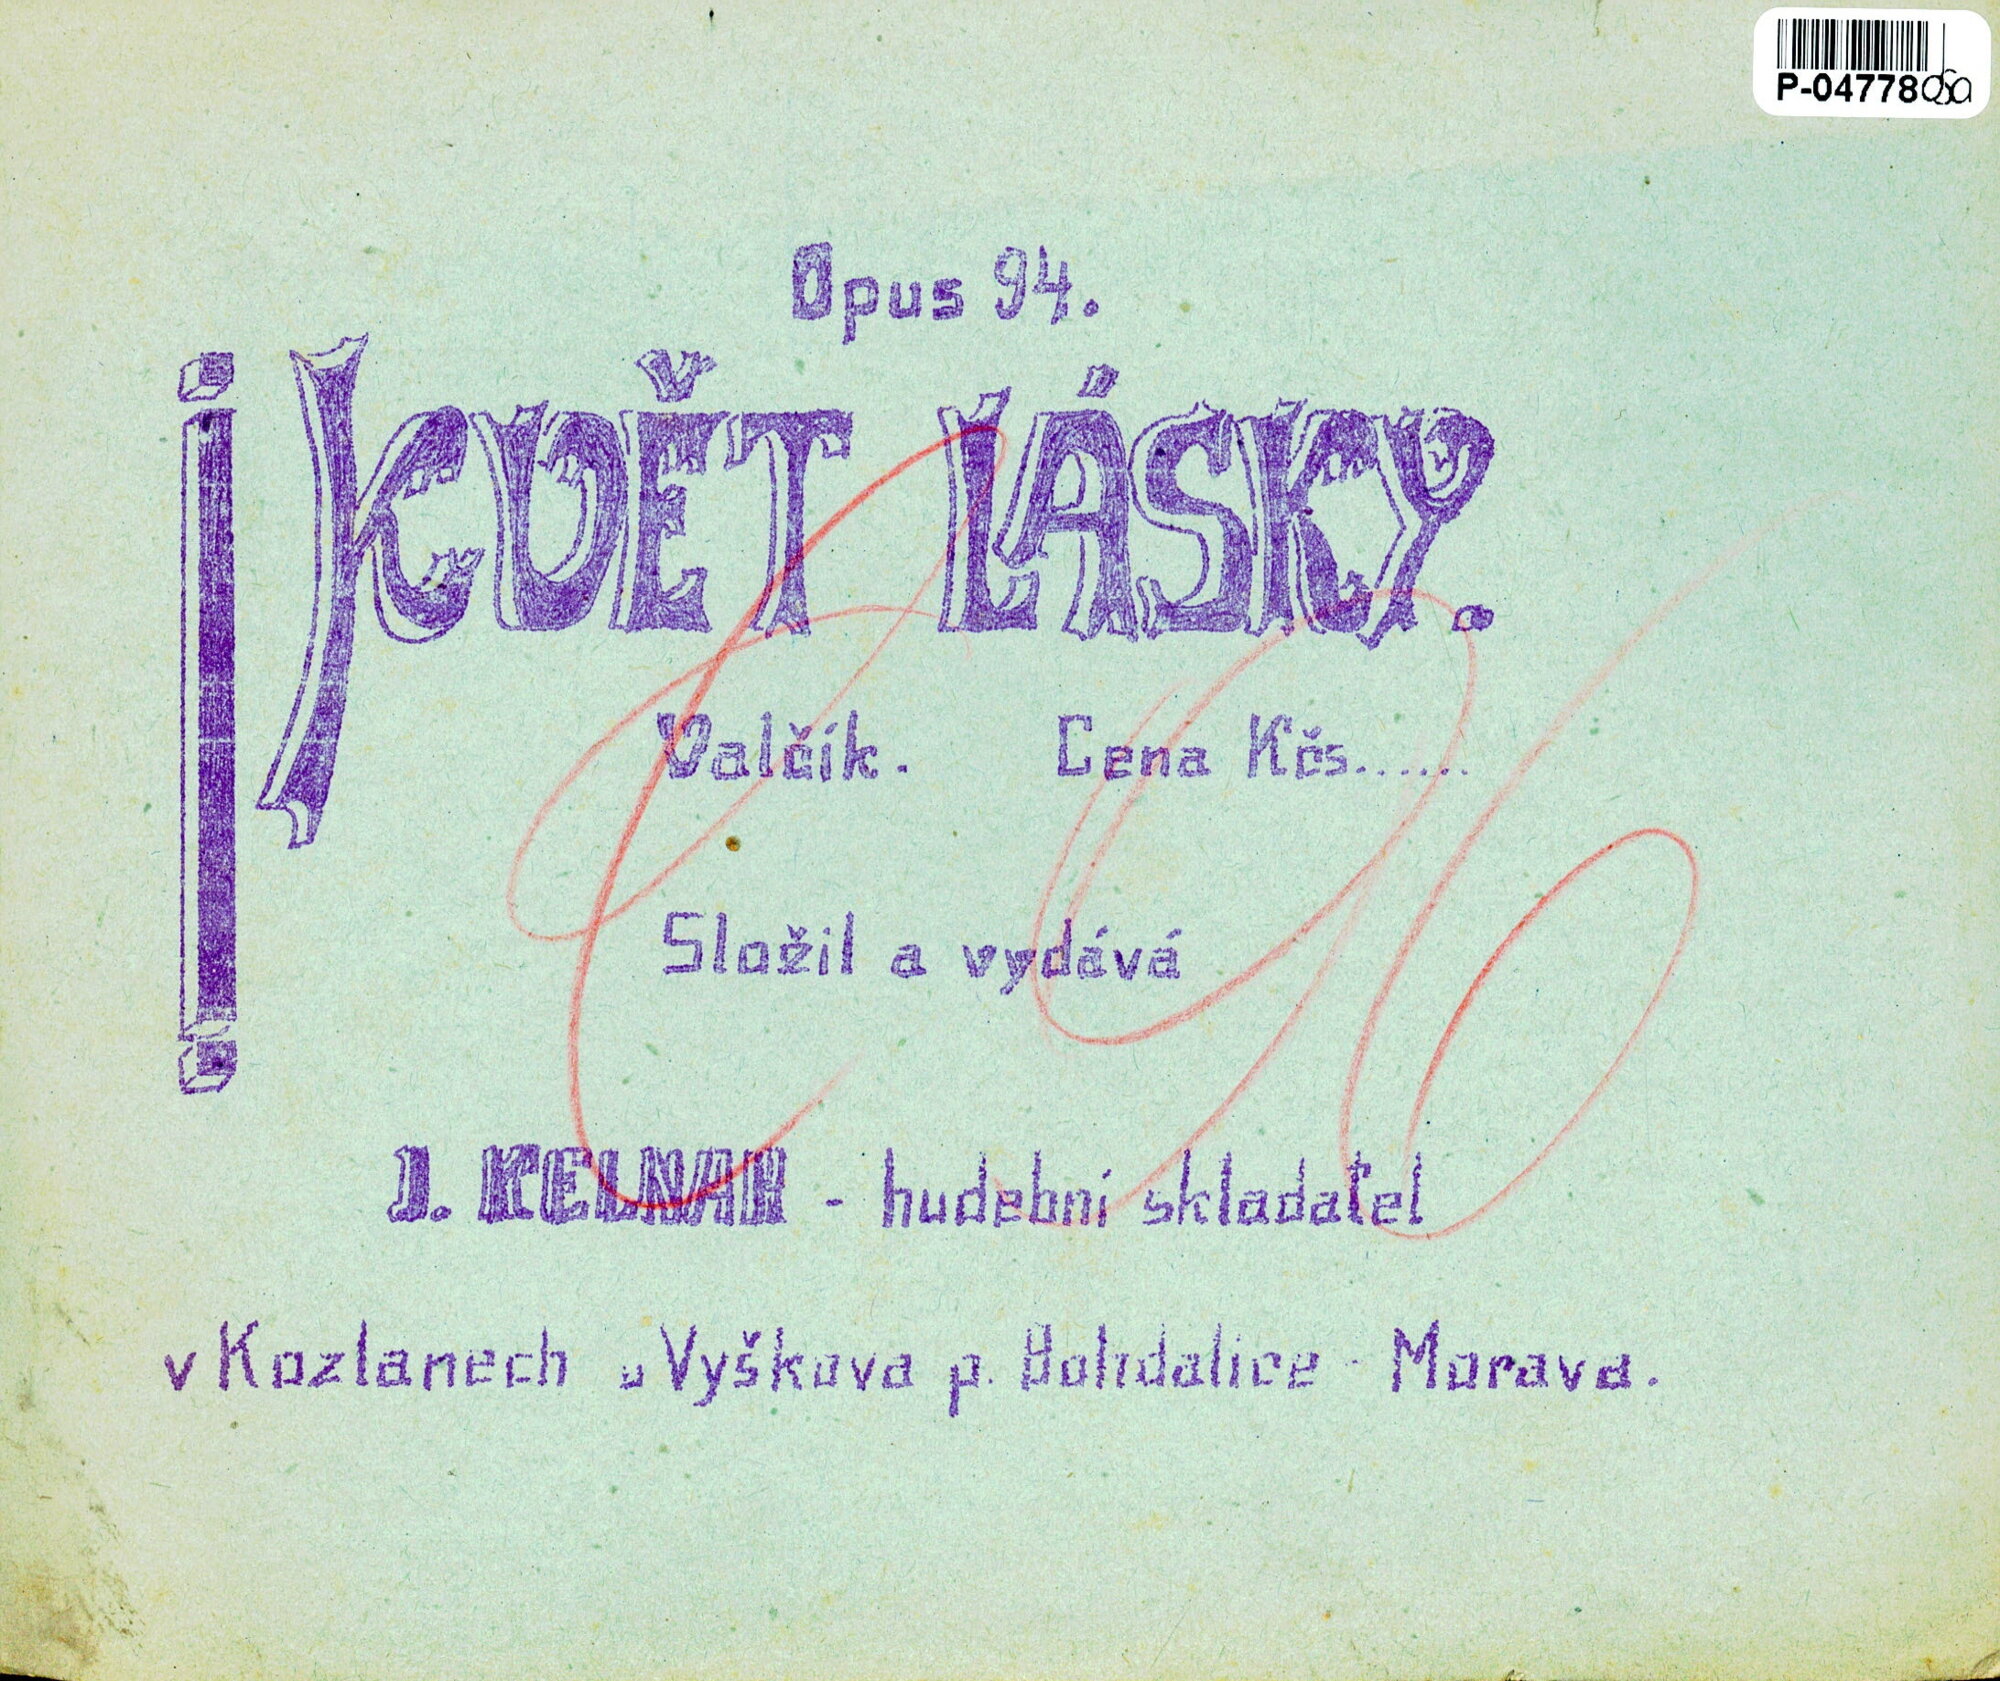 P-04778
Opus 94.
KVĚT LÁSKY.
Valčík. Cena Kčs......
Složil a vydává
J. KELNAR - hudební skladatel
v Kozlanech u Vyškova p. Bohdalice - Morava.